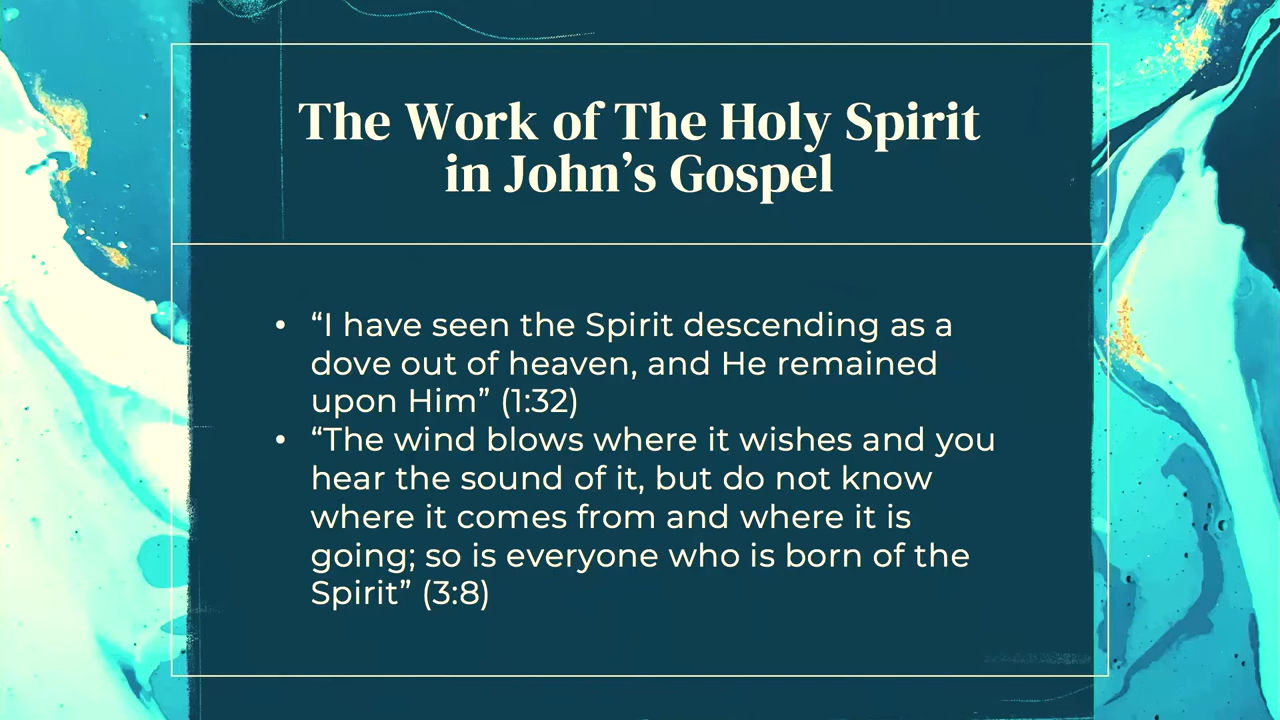 The Work of The Holy Spirit
in John’s Gospel
• “I have seen the Spirit descending as a
dove out of heaven, and He remained
upon Him” (1:32)
• “The wind blows where it wishes and you
hear the sound of it, but do not know
where it comes from and where it is
going; so is everyone who is born of the
Spirit” (3:8)